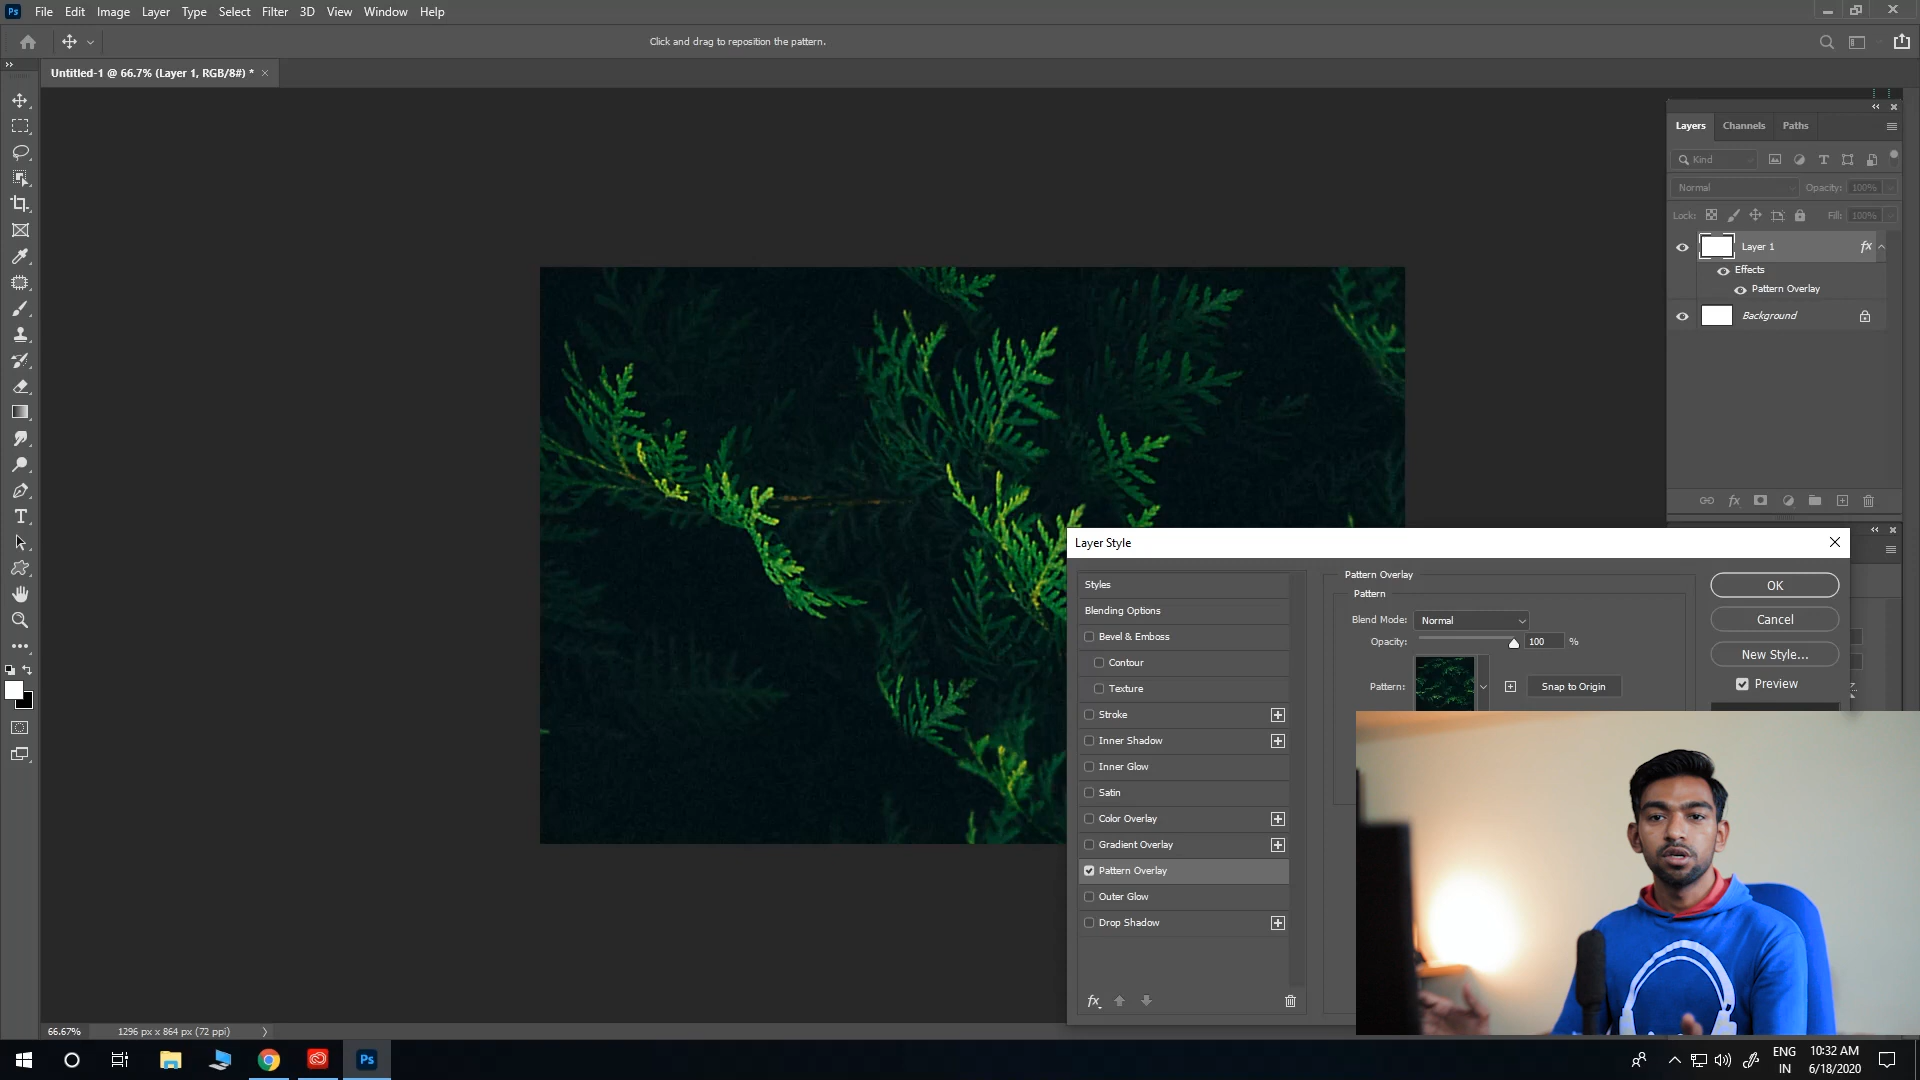 Ps File Edit Image Layer Type Select Filter 3D View Window Help
Click and drag to reposition the pattern.
Untitled-1 @ 66.7% (Layer 1, RGB/8#) *
Layers Channels Paths
Kind
Normal Opacity: 100%
Lock: Fill: 100%
Layer 1 fx
Effects
Pattern Overlay
Background
fx
Layer Style
Styles
Blending Options
Bevel & Emboss
Contour
Texture
Stroke
Inner Shadow
Inner Glow
Satin
Color Overlay
Gradient Overlay
Pattern Overlay
Outer Glow
Drop Shadow
fx
Pattern Overlay
Pattern
Blend Mode: Normal
Opacity: 100 %
Pattern: Snap to Origin
OK
Cancel
New Style...
Preview
66.67% 1296 px x 864 px (72 ppi)
Ps
ENG
IN
10:32 AM
6/18/2020